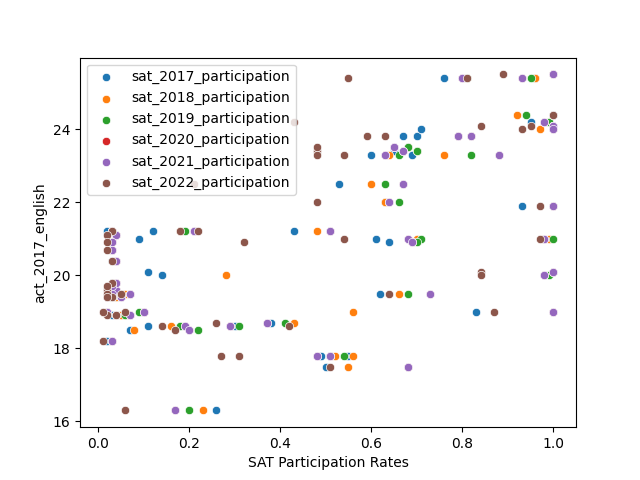 sat_2017_participation
sat_2018_participation
sat_2019_participation
sat_2020_participation
sat_2021_participation
sat_2022_participation
24
22
20
18
16
act_2017_english
0.0 0.2 0.4 0.6 0.8 1.0
SAT Participation Rates